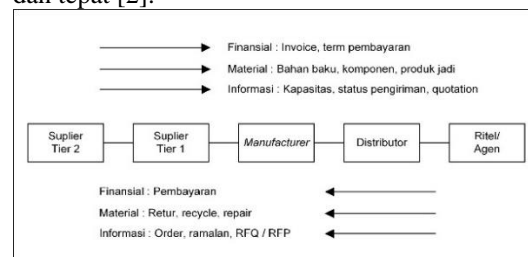 dan tepat [2].
Finansial : Invoice, term pembayaran
Material : Bahan baku, komponen, produk jadi
Informasi : Kapasitas, status pengiriman, quotation
Suplier
Tier 2
Suplier
Tier 1
Manufacturer
Distributor
Ritel/
Agen
Finansial : Pembayaran
Material : Retur, recycle, repair
Informasi : Order, ramalan, RFQ / RFP